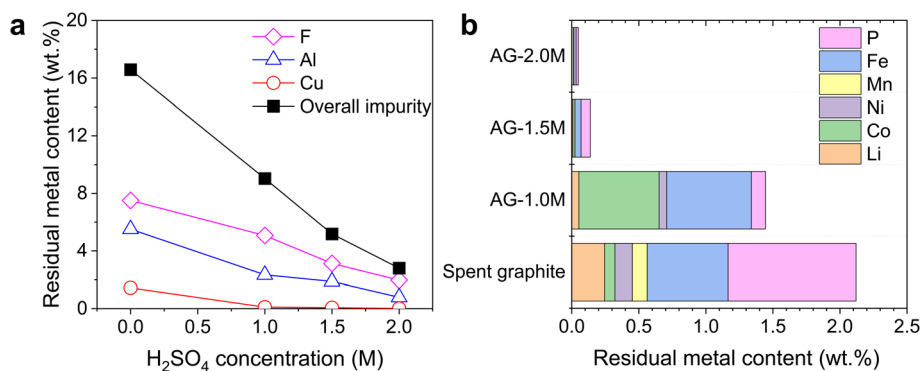 a
Residual metal content (wt.%)
20
16
12
8
4
0
F
Al
Cu
Overall impurity
0.0 0.5 1.0 1.5 2.0
H₂SO₄ concentration (M)
b
AG-2.0M
AG-1.5M
AG-1.0M
Spent graphite
P
Fe
Mn
Ni
Co
Li
0.0 0.5 1.0 1.5 2.0 2.5
Residual metal content (wt.%)